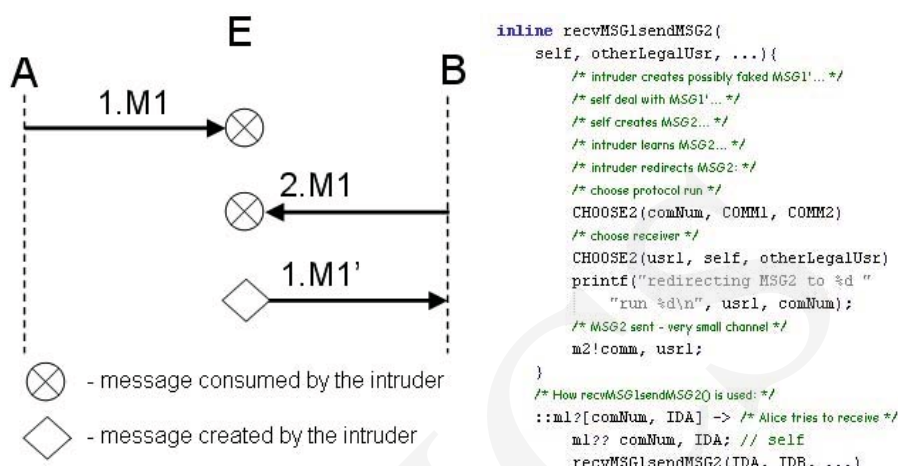 E
A
B
1.M1
2.M1
1.M1’
- message consumed by the intruder
- message created by the intruder
inline recvMSG1sendMSG2(
self, otherLegalUsr, ...){
/* intruder creates possibly faked MSG1'... */
/* self deal with MSG1'... */
/* self creates MSG2... */
/* intruder learns MSG2... */
/* intruder redirects MSG2: */
/* choose protocol run */
CHOOSE2(comNum, COMM1, COMM2)
/* choose receiver */
CHOOSE2(usr1, self, otherLegalUsr)
printf("redirecting MSG2 to %d "
"run %d\n", usr1, comNum);
/* MSG2 sent - very small channel */
m2!comm, usr1;
}
/* How recvMSG1sendMSG2() is used: */
::m1?[comNum, IDA] -> /* Alice tries to receive */
m1?? comNum, IDA; // self
recvMSG1sendMSG2(IDA, IDB, ...)